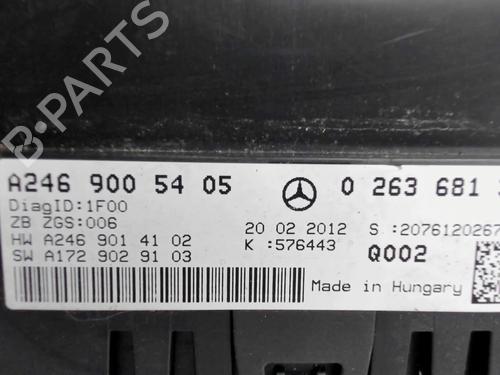 B-PARTS
A246 900 54 05 0 263 681
DiagID:1F00
ZB ZGS:006
HW A246 901 41 02
SW A172 902 91 03
20 02 2012 S :2076120267
K :576443 Q002
Made in Hungary